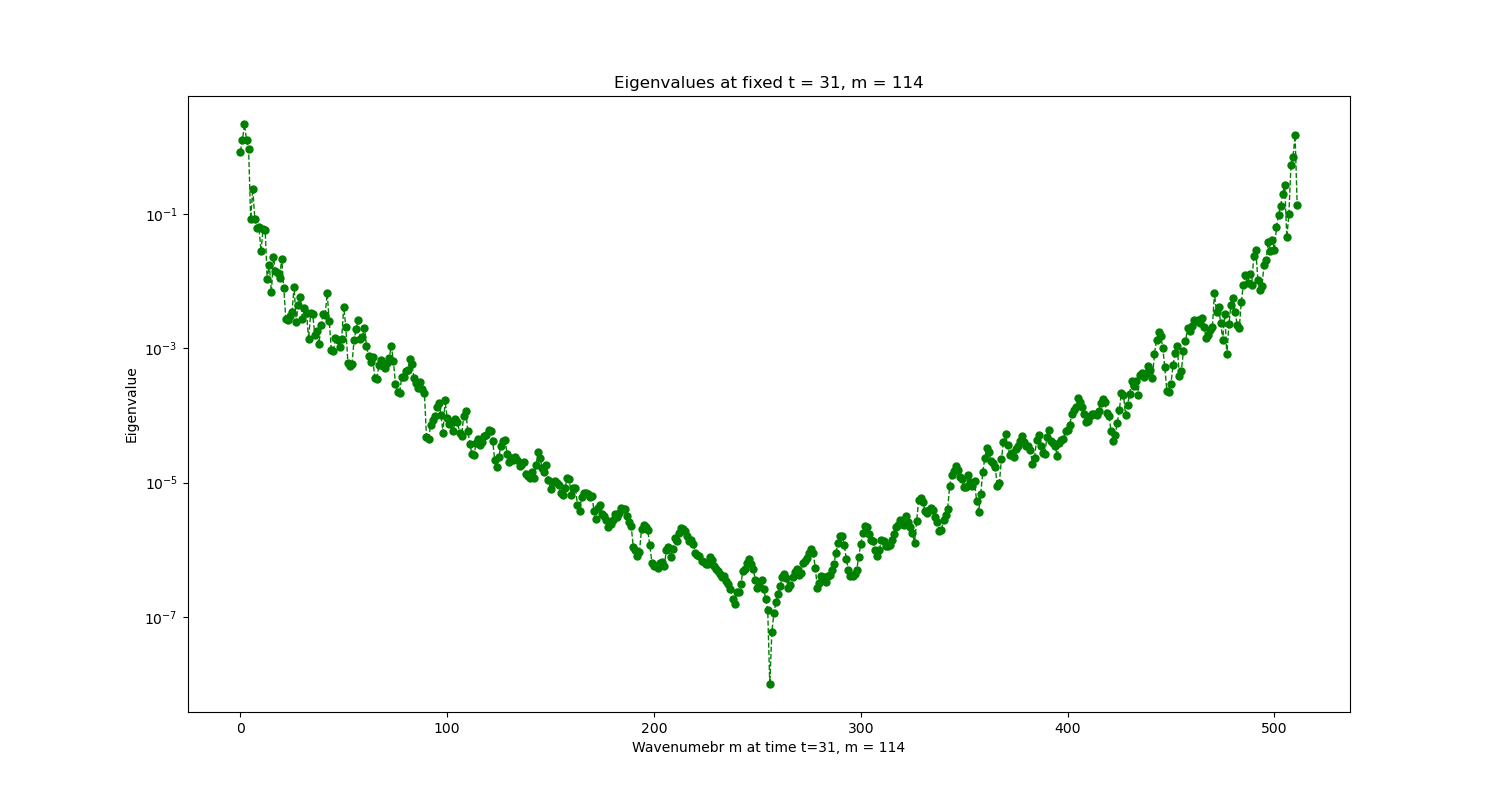 Eigenvalues at fixed t = 31, m = 114
Eigenvalue
10⁻¹
10⁻³
10⁻⁵
10⁻⁷
0 100 200 300 400 500
Wavenumebr m at time t=31, m = 114